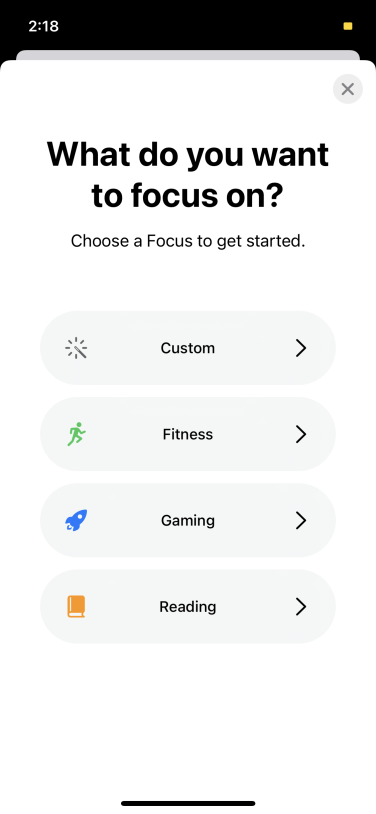 2:18
What do you want
to focus on?
Choose a Focus to get started.
Custom
Fitness
Gaming
Reading